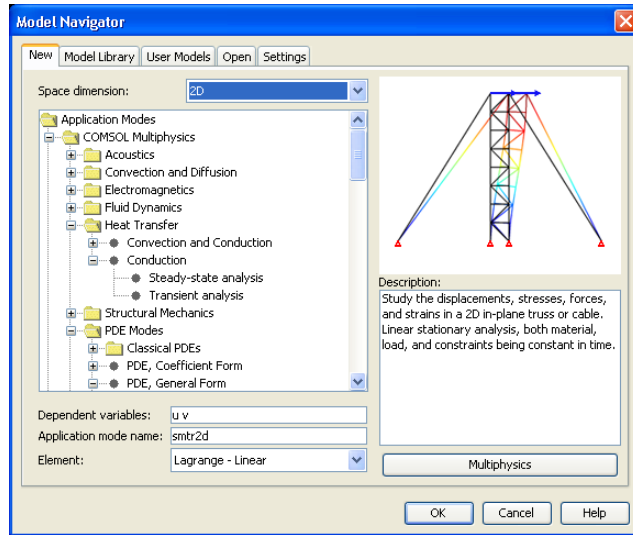 Model Navigator
New Model Library User Models Open Settings
Space dimension: 2D
Application Modes
COMSOL Multiphysics
Acoustics
Convection and Diffusion
Electromagnetics
Fluid Dynamics
Heat Transfer
Convection and Conduction
Conduction
Steady-state analysis
Transient analysis
Structural Mechanics
PDE Modes
Classical PDEs
PDE, Coefficient Form
PDE, General Form
Dependent variables: u v
Application mode name: smtr2d
Element: Lagrange - Linear
Description:
Study the displacements, stresses, forces,
and strains in a 2D in-plane truss or cable.
Linear stationary analysis, both material,
load, and constraints being constant in time.
Multiphysics
OK Cancel Help